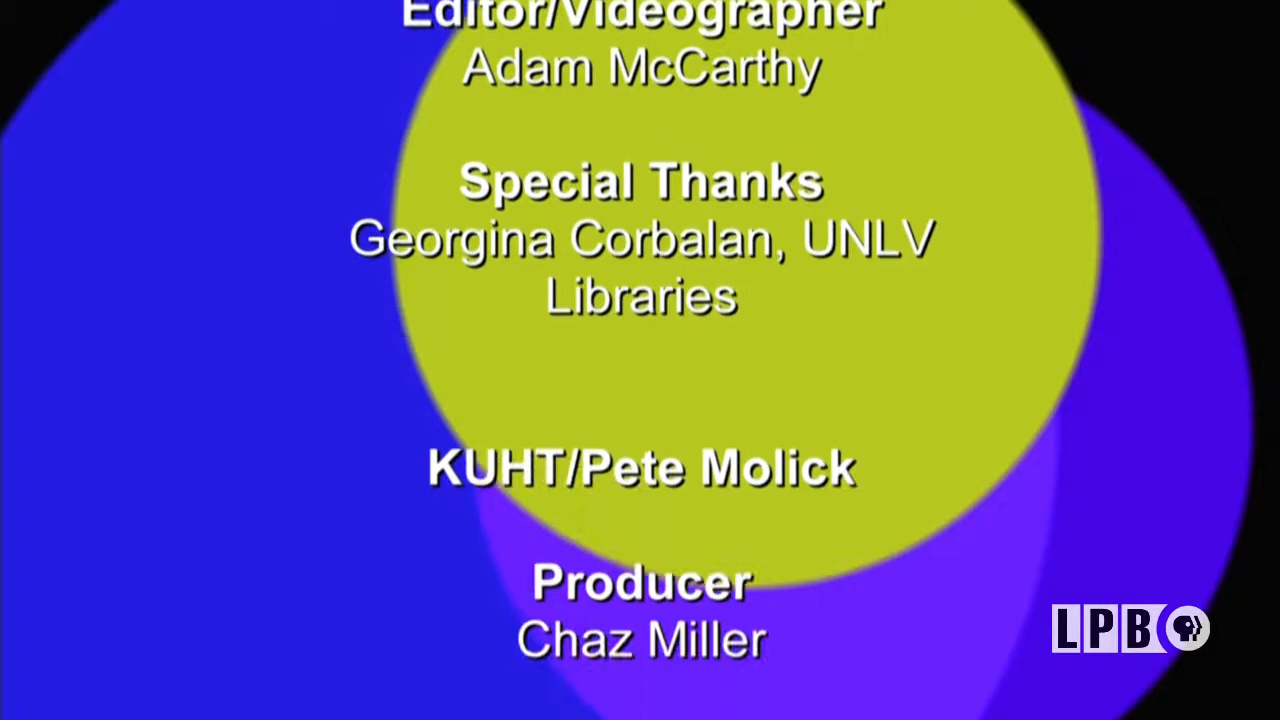 Editor/Videographer
Adam McCarthy
Special Thanks
Georgina Corbalan, UNLV
Libraries
KUHT/Pete Molick
Producer
Chaz Miller
LPB